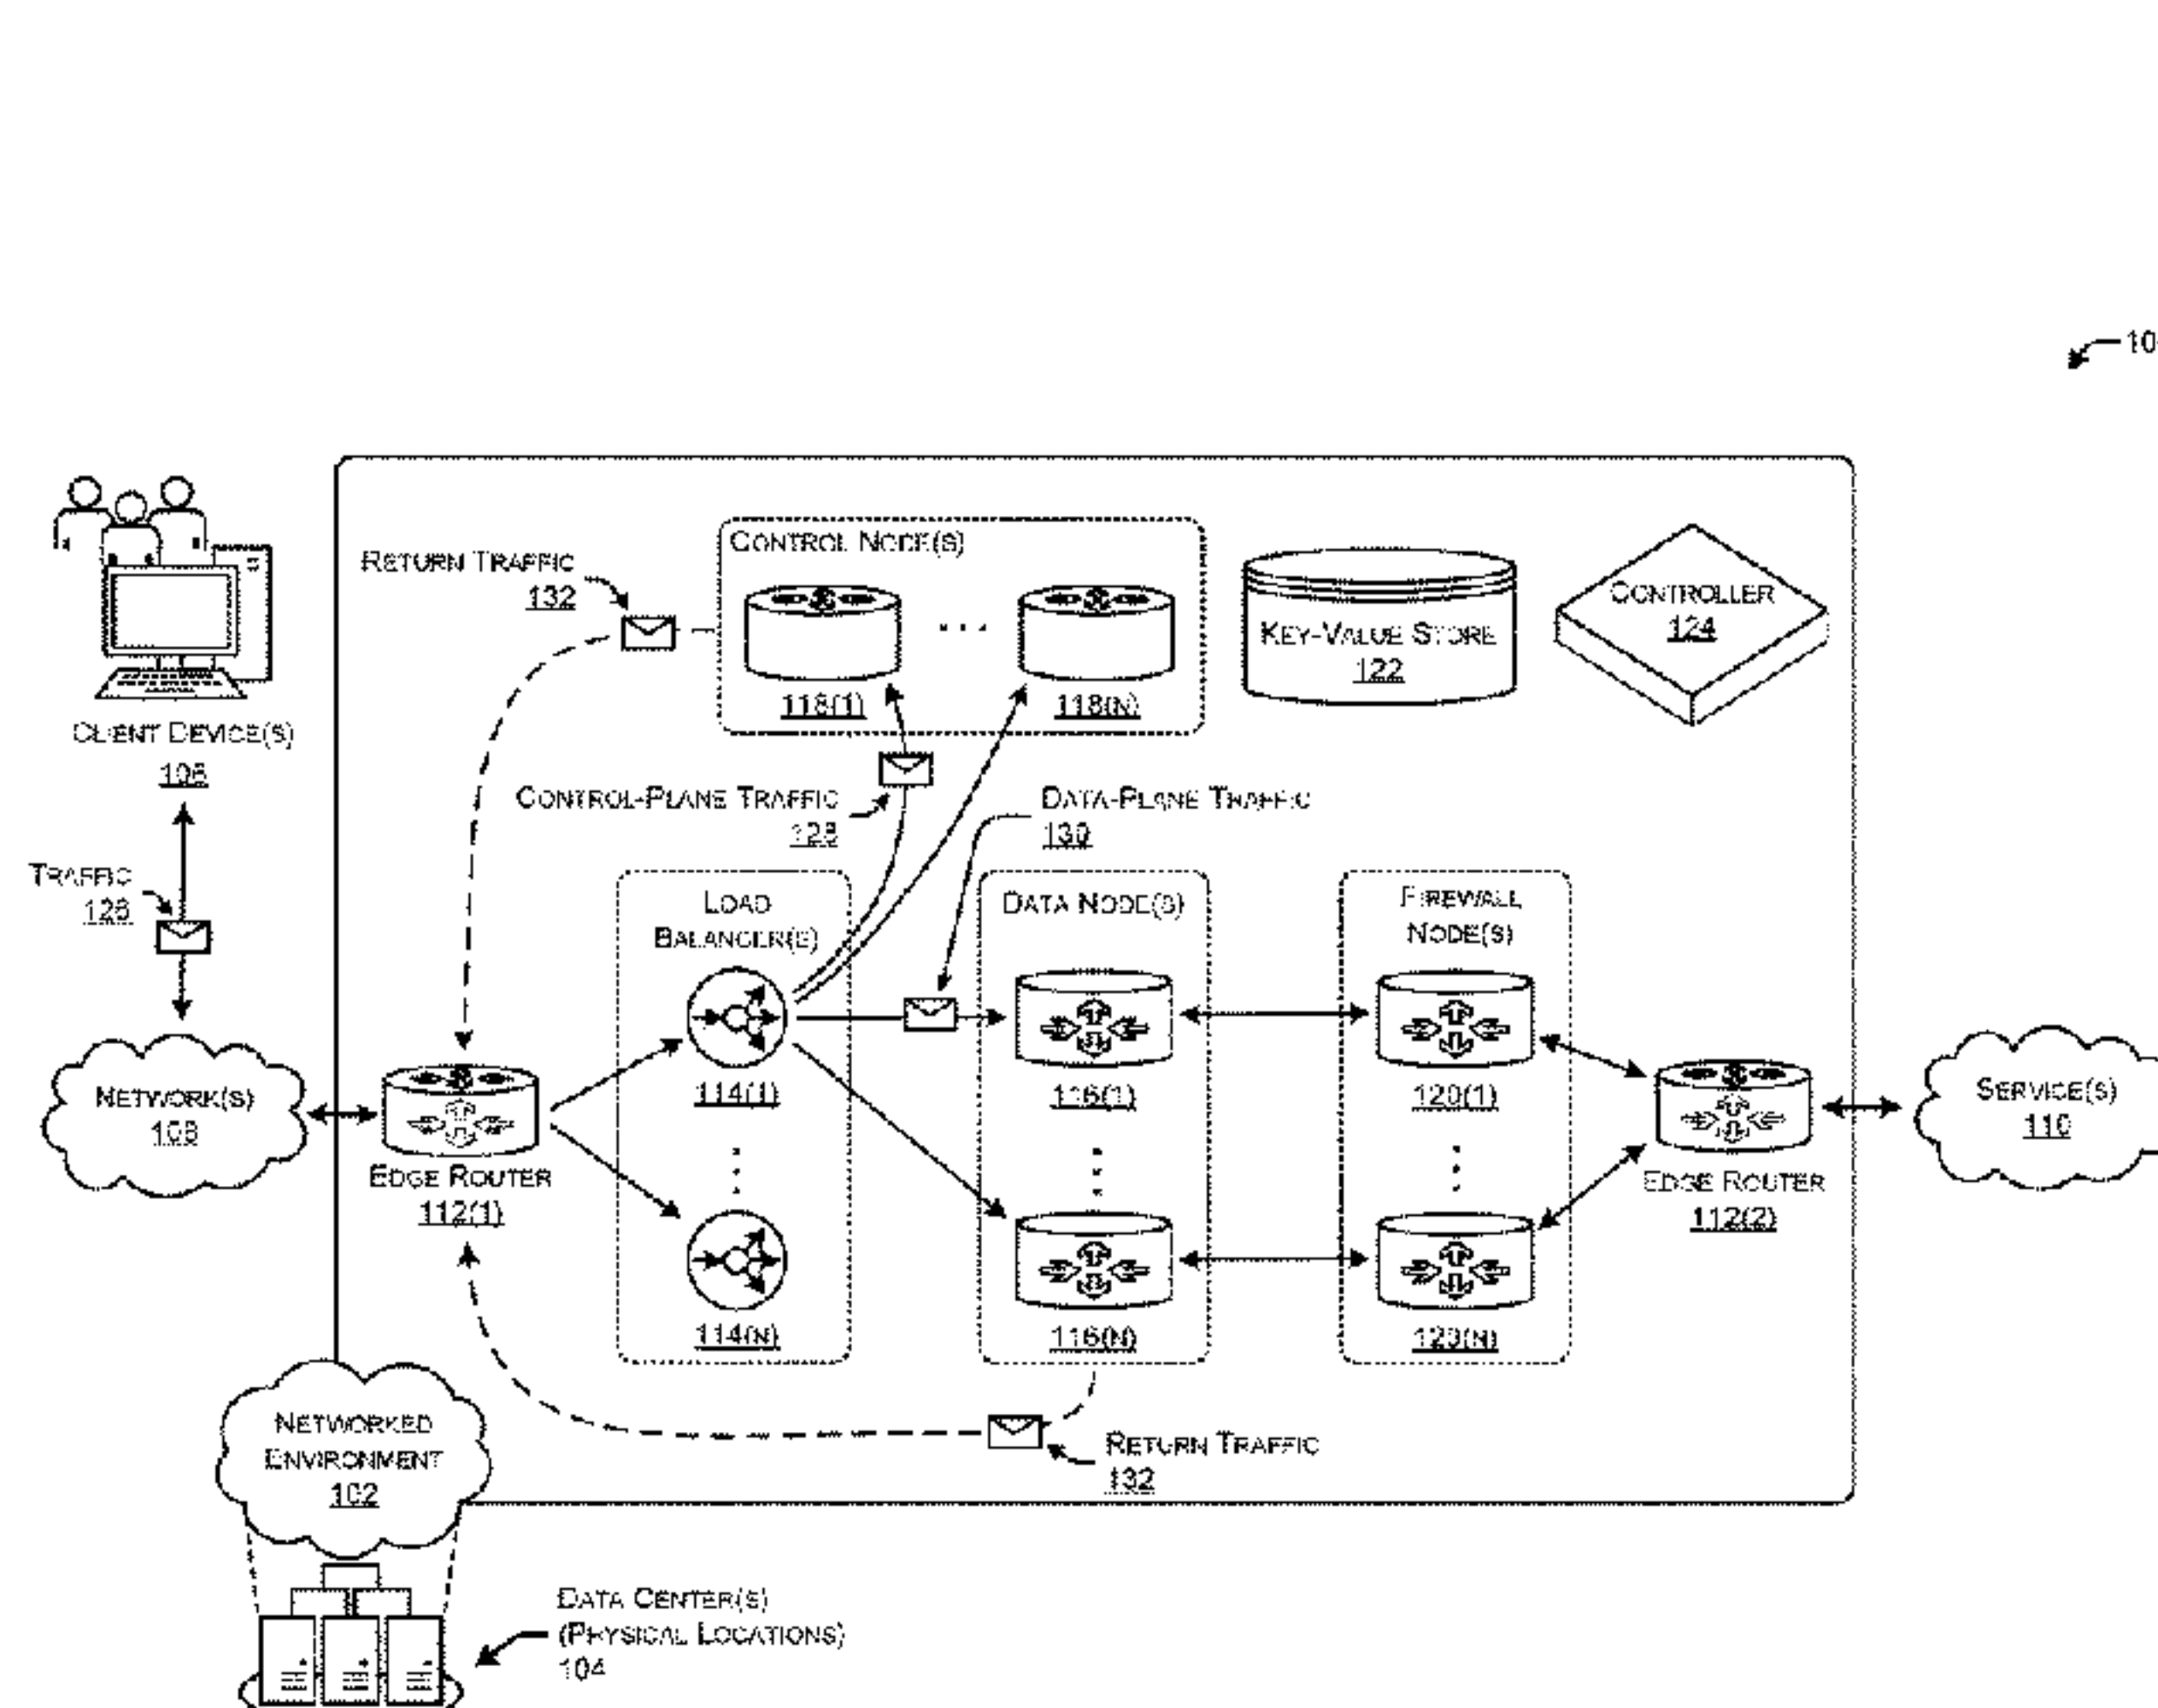 10
RETURN TRAFFIC
132
CONTROL NODE(S)
118(1)
118(N)
KEY-VALUE STORE
122
CONTROLLER
124
CLIENT DEVICE(S)
106
CONTROL-PLANE TRAFFIC
128
DATA-PLANE TRAFFIC
130
TRAFFIC
126
LOAD
BALANCER(S)
114(1)
114(N)
DATA NODE(S)
116(1)
116(N)
FIREWALL
NODE(S)
120(1)
120(N)
NETWORK(S)
108
EDGE ROUTER
112(1)
EDGE ROUTER
112(2)
SERVICE(S)
110
NETWORKED
ENVIRONMENT
102
RETURN TRAFFIC
132
DATA CENTER(S)
(PHYSICAL LOCATIONS)
104